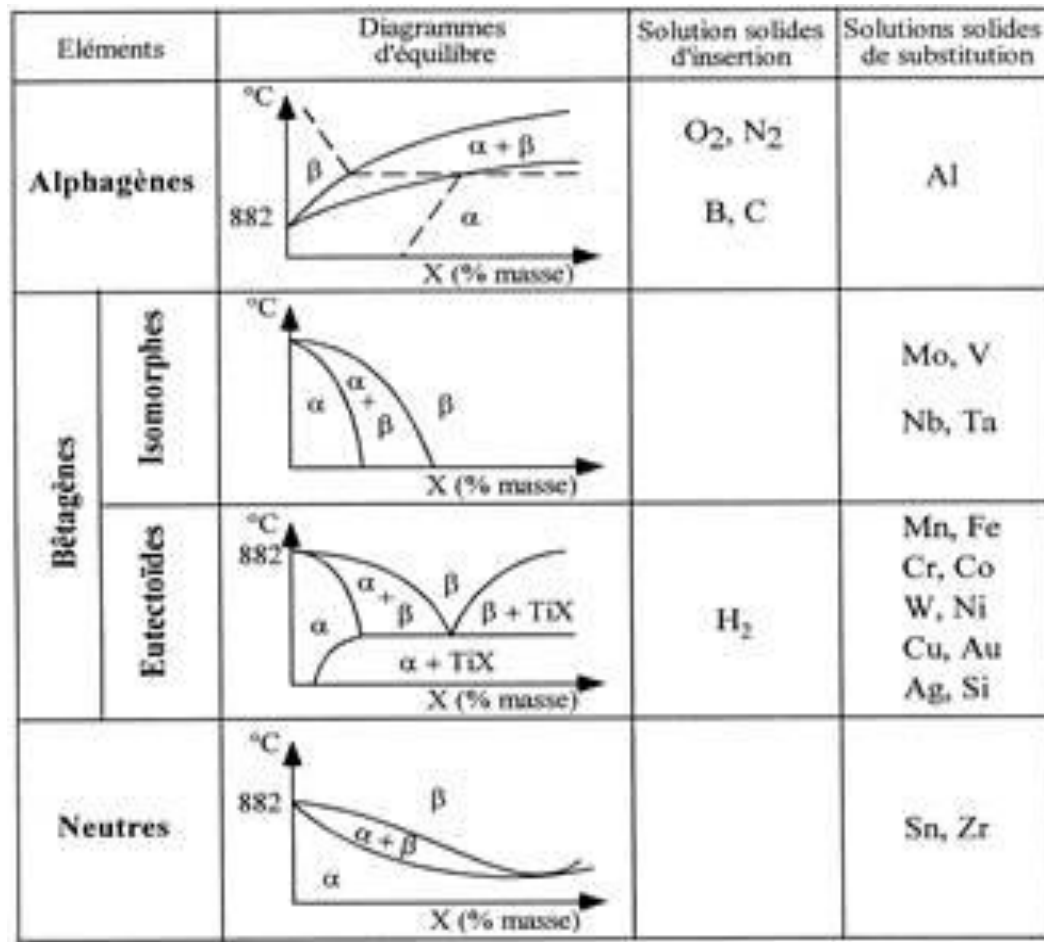 Eléments
Diagrammes
d'équilibre
Solution solides
d'insertion
Solutions solides
de substitution
Alphagènes
°C
β
α + β
882
α
X (% masse)
O2, N2
B, C
Al
Bêtagènes
Isomorphes
°C
α
α
+
β
β
X (% masse)
Mo, V
Nb, Ta
Eutectoïdes
°C
882
α
α
+
β
β
β + TiX
α + TiX
X (% masse)
H2
Mn, Fe
Cr, Co
W, Ni
Cu, Au
Ag, Si
Neutres
°C
882
β
α + β
α
X (% masse)
Sn, Zr